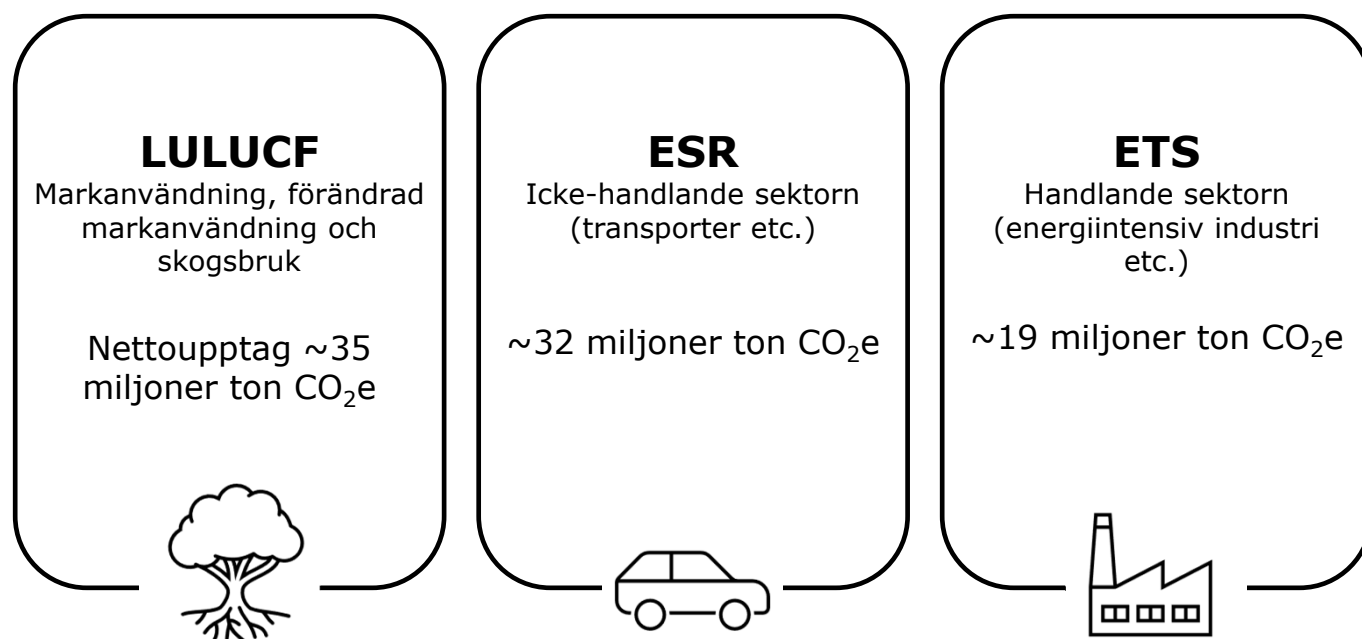 LULUCF
Markanvändning, förändrad
markanvändning och
skogsbruk
Nettoupptag ~35
miljoner ton CO₂e
ESR
Icke-handlande sektorn
(transporter etc.)
~32 miljoner ton CO₂e
ETS
Handlande sektorn
(energiintensiv industri
etc.)
~19 miljoner ton CO₂e